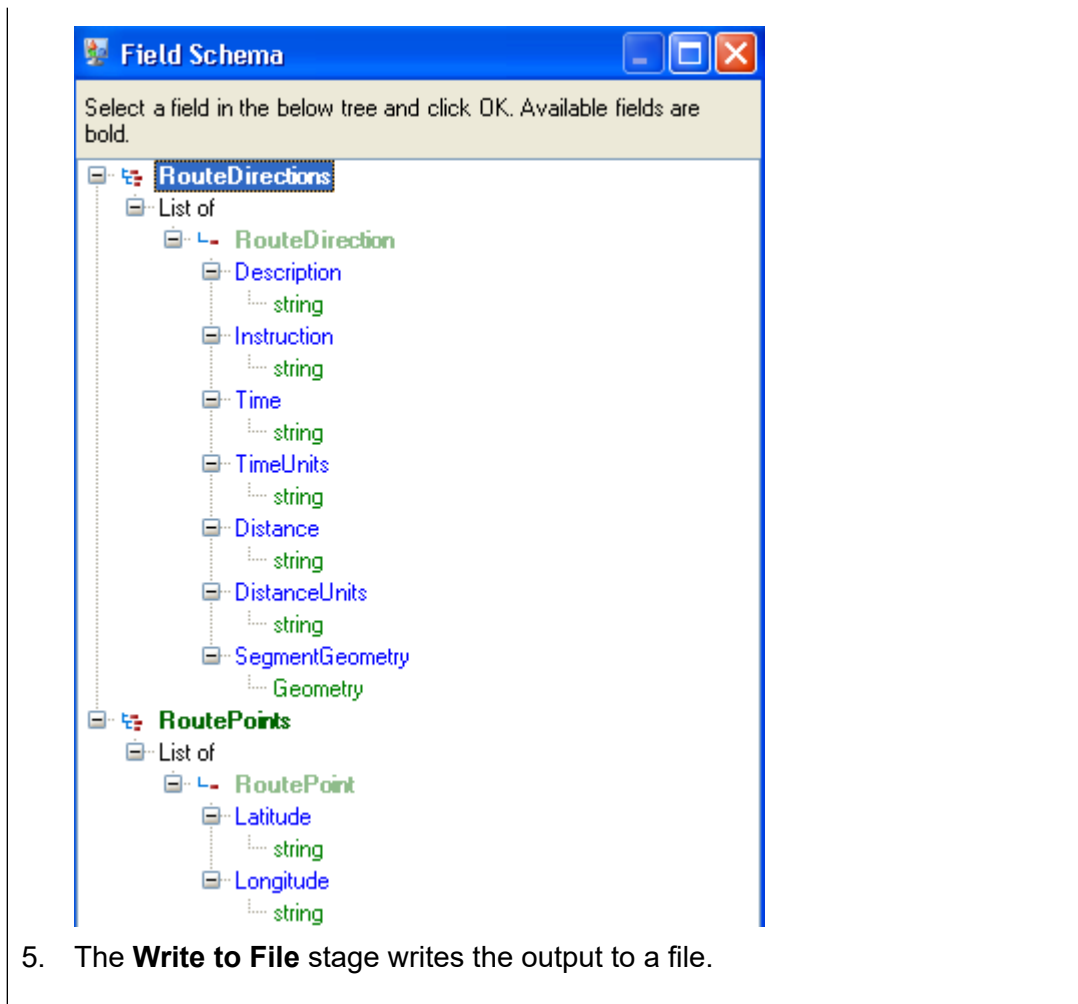 Field Schema
Select a field in the below tree and click OK. Available fields are
bold.
RouteDirections
List of
RouteDirection
Description
string
Instruction
string
Time
string
TimeUnits
string
Distance
string
DistanceUnits
string
SegmentGeometry
Geometry
RoutePoints
List of
RoutePoint
Latitude
string
Longitude
string
5. The Write to File stage writes the output to a file.